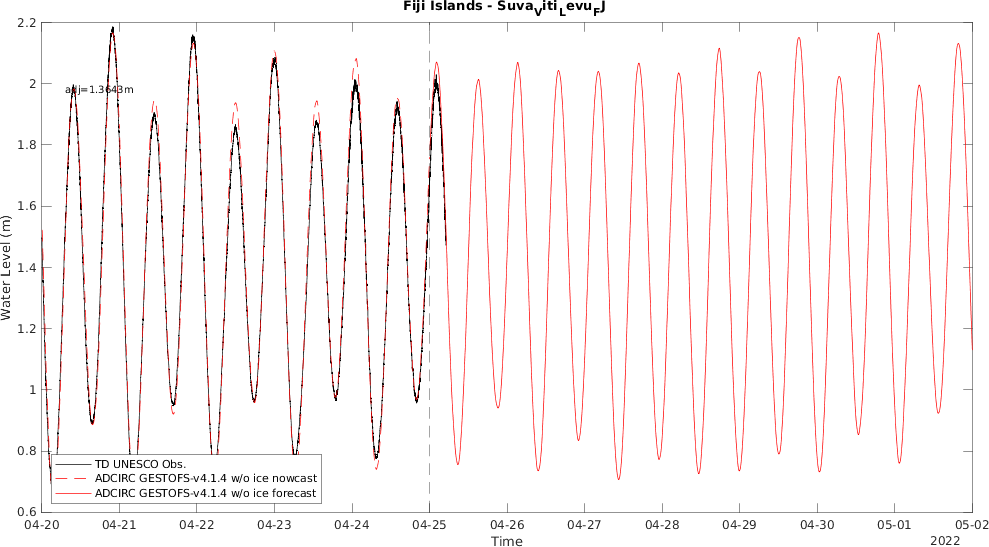 Fiji Islands - SuvaVitiLevuFJ
2.2
2
1.8
1.6
1.4
1.2
1
0.8
0.6
Water Level (m)
adj=1.3643m
TD UNESCO Obs.
ADCIRC GESTOFS-v4.1.4 w/o ice nowcast
ADCIRC GESTOFS-v4.1.4 w/o ice forecast
04-20 04-21 04-22 04-23 04-24 04-25 04-26 04-27 04-28 04-29 04-30 05-01 05-02
Time
2022